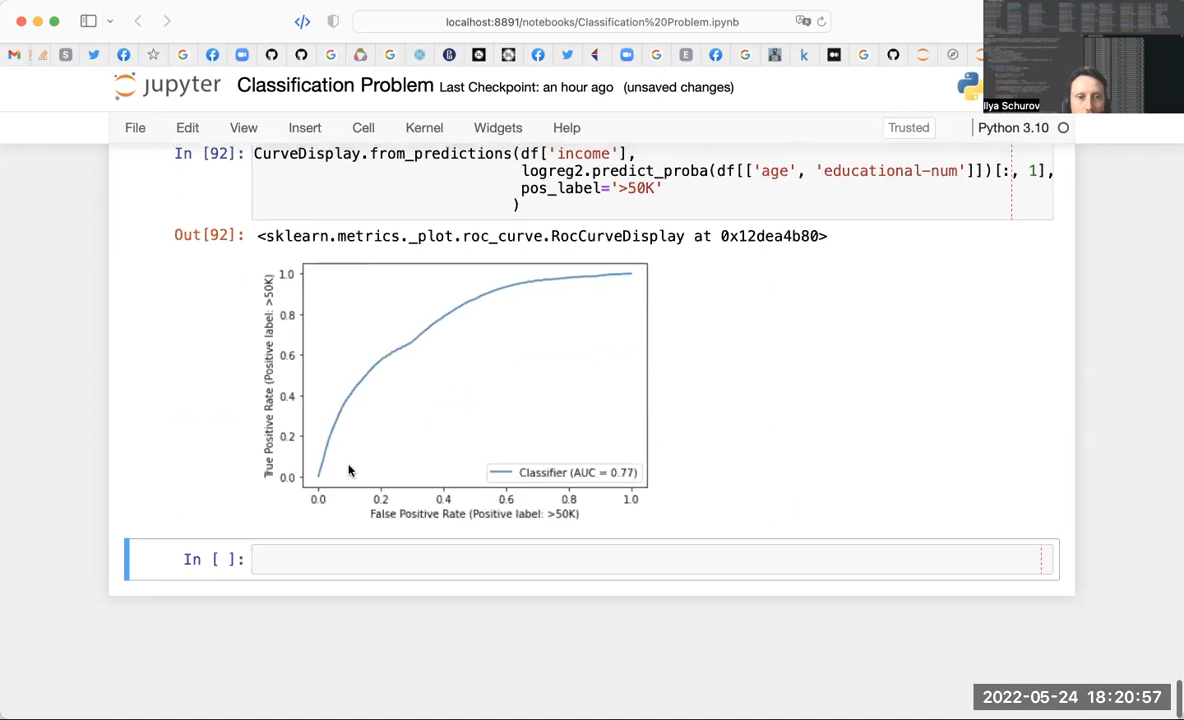 localhost:8891/notebooks/Classification%20Problem.ipynb
jupyter Classification Problem Last Checkpoint: an hour ago (unsaved changes)
Ilya Schurov
File Edit View Insert Cell Kernel Widgets Help Trusted Python 3.10
In [92]: CurveDisplay.from_predictions(df['income'],
logreg2.predict_proba(df[['age', 'educational-num']])[:, 1],
pos_label='>50K'
)
Out[92]: <sklearn.metrics._plot.roc_curve.RocCurveDisplay at 0x12dea4b80>
True Positive Rate (Positive label: >50K)
1.0
0.8
0.6
0.4
0.2
0.0
Classifier (AUC = 0.77)
0.0 0.2 0.4 0.6 0.8 1.0
False Positive Rate (Positive label: >50K)
In [ ]:
2022-05-24 18:20:57